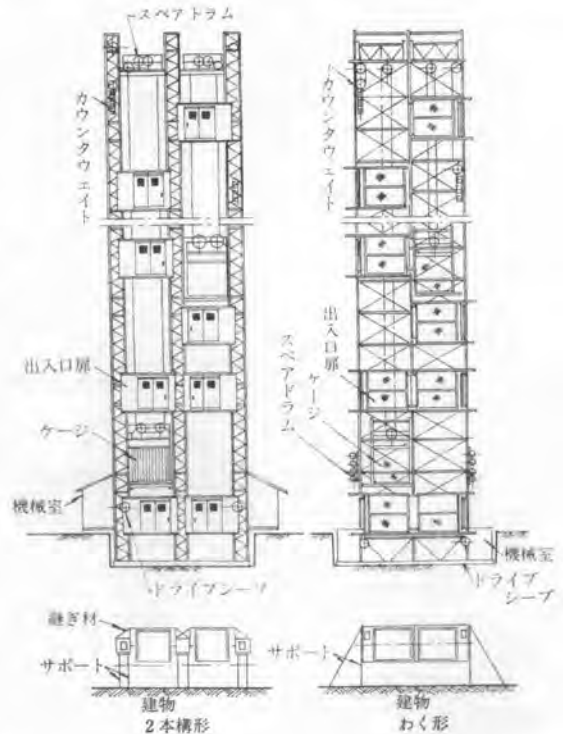 スペアドラム
カウンタウェイト
出入口扉
ケージ
機械室
ドライブシーブ
継ぎ材
サポート
建物
2本構形
カウンタウェイト
出入口扉
スペアドラム
ケージ
機械室
ドライブ
シーブ
サポート
建物
わく形